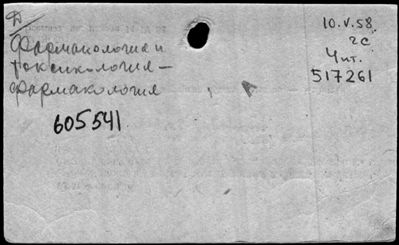 Д
Фармакология и
токсикология —
фармакология
605541
10.V.58
2с
Чит.
517261